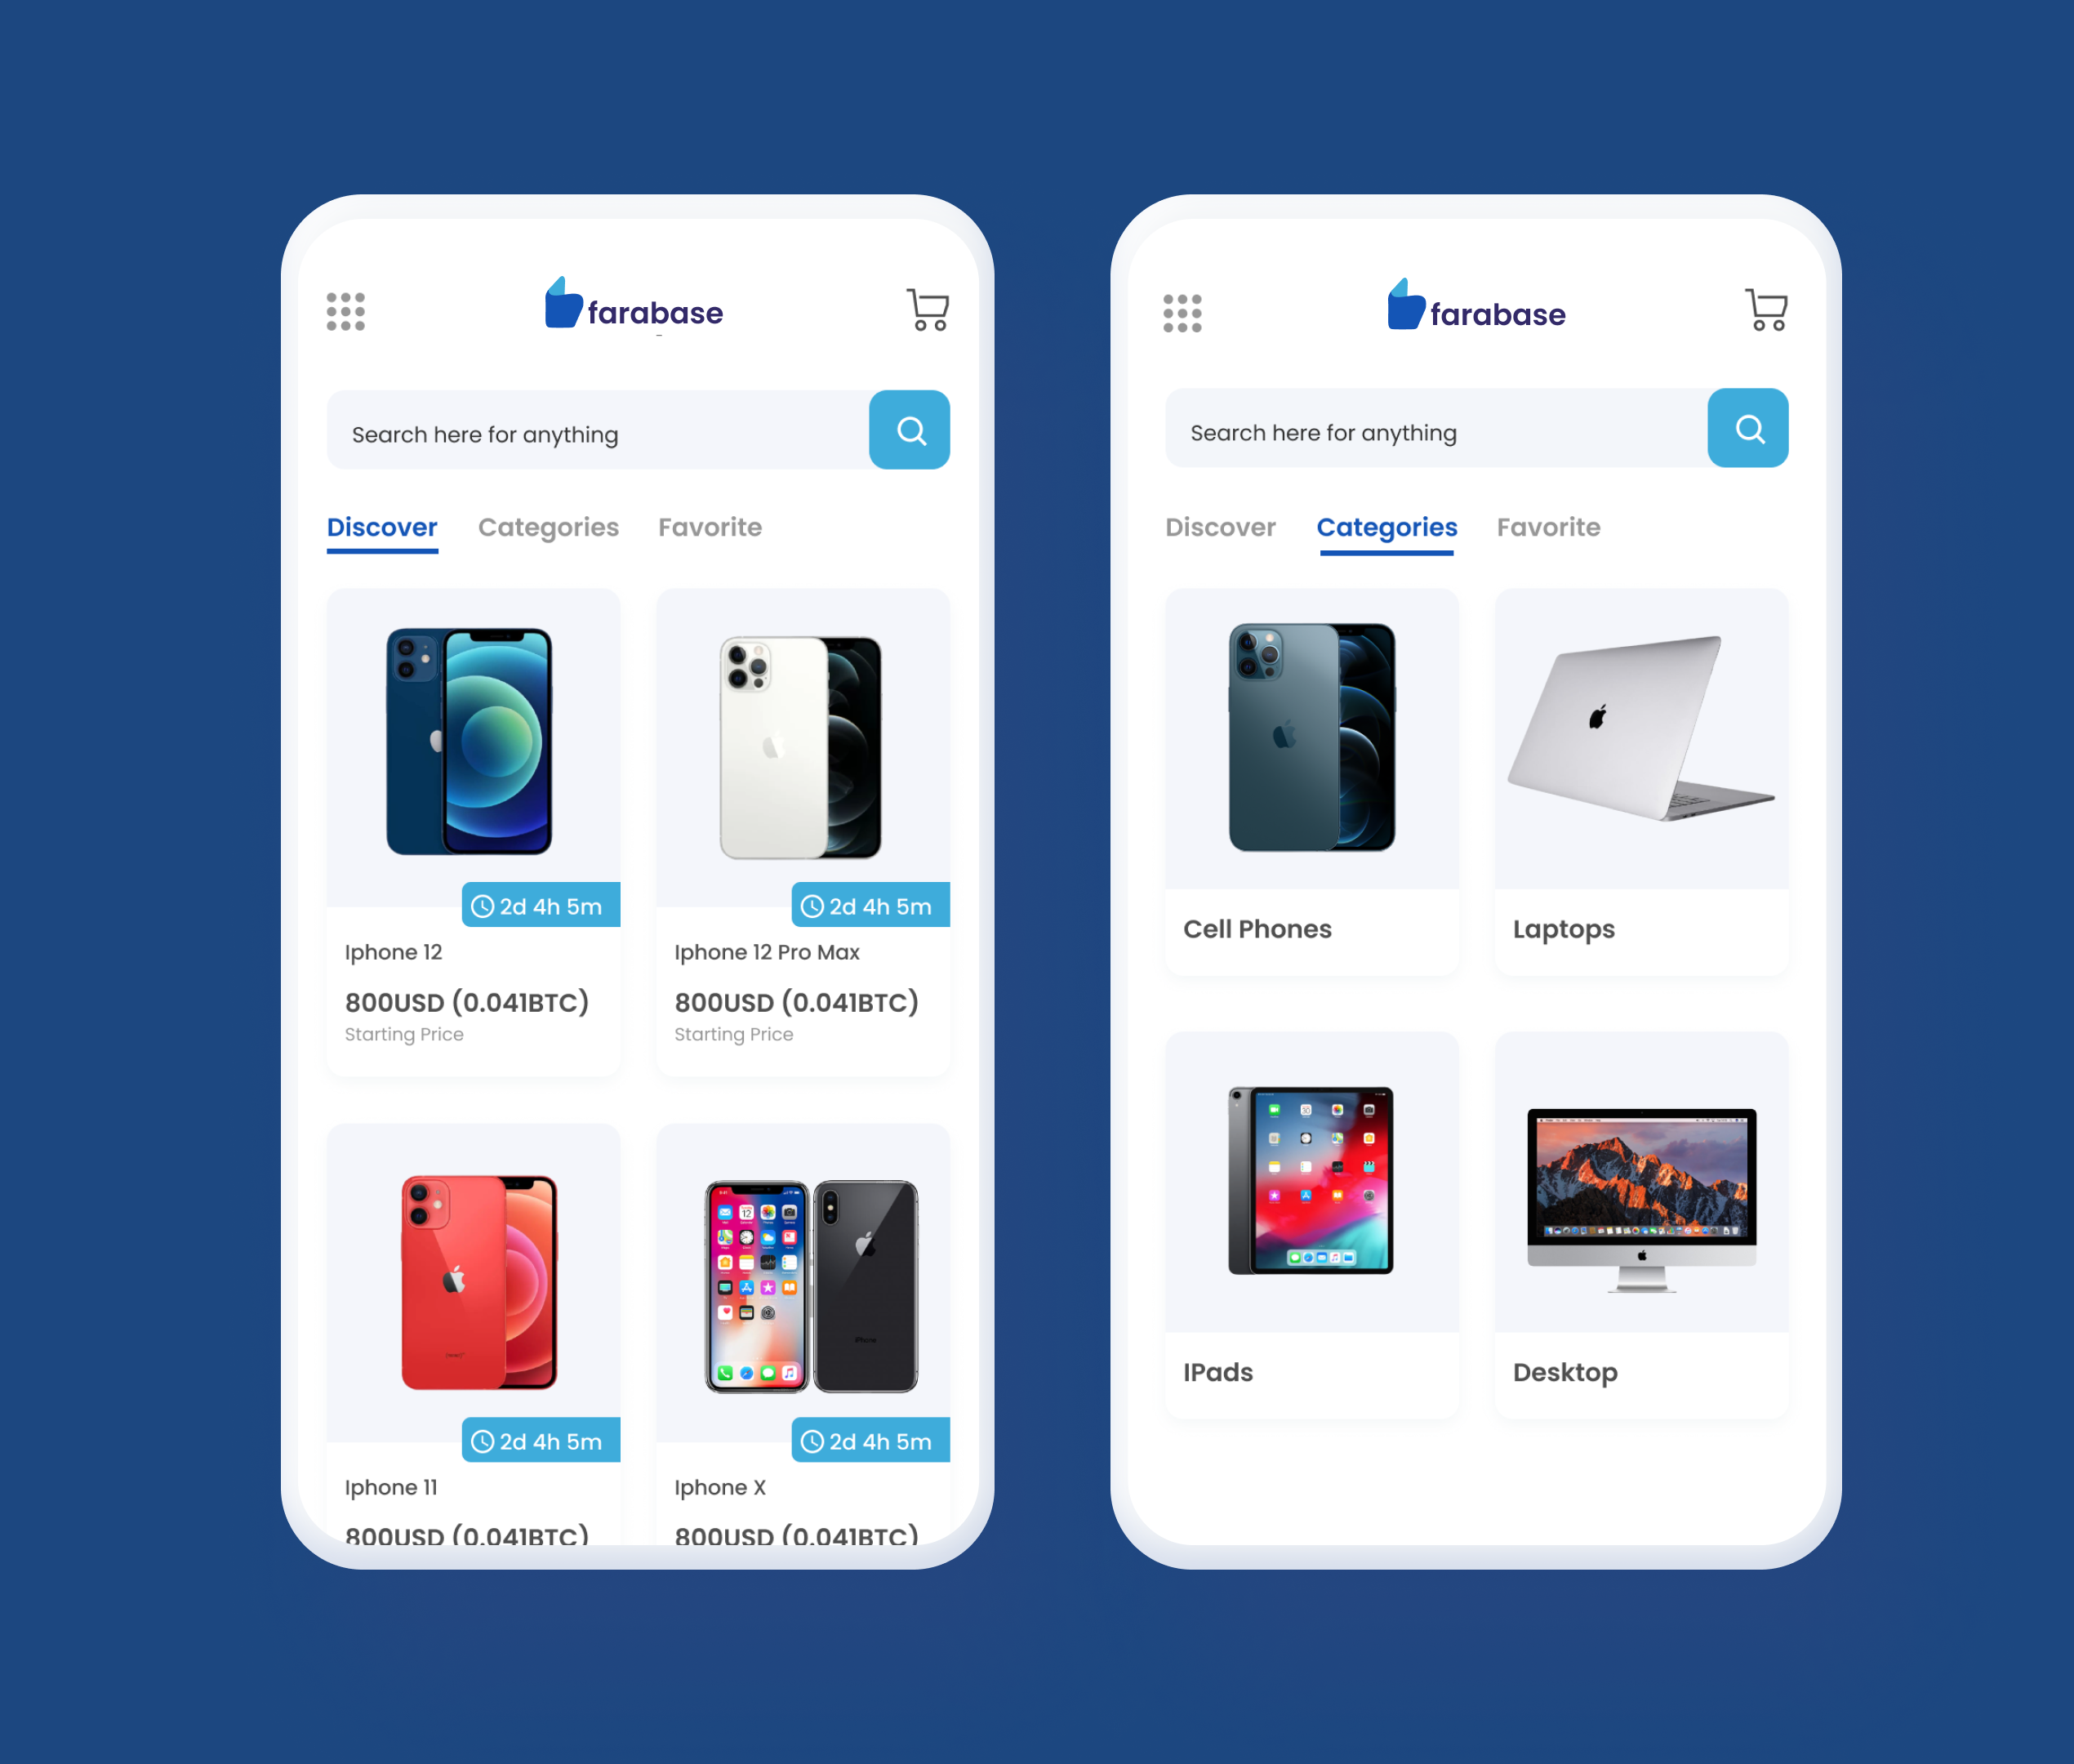 farabase
Search here for anything
Discover Categories Favorite
2d 4h 5m
Iphone 12
800USD (0.041BTC)
Starting Price
2d 4h 5m
Iphone 12 Pro Max
800USD (0.041BTC)
Starting Price
2d 4h 5m
Iphone 11
800USD (0.041BTC)
2d 4h 5m
Iphone X
800USD (0.041BTC)
farabase
Search here for anything
Discover Categories Favorite
Cell Phones
Laptops
IPads
Desktop